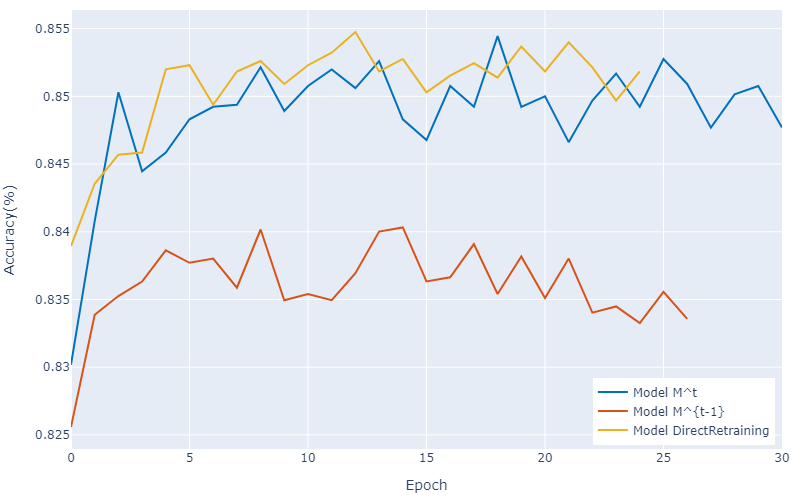 0.855
0.85
0.845
0.84
0.835
0.83
0.825
Accuracy(%)
0 5 10 15 20 25 30
Epoch
Model M^t
Model M^{t-1}
Model DirectRetraining